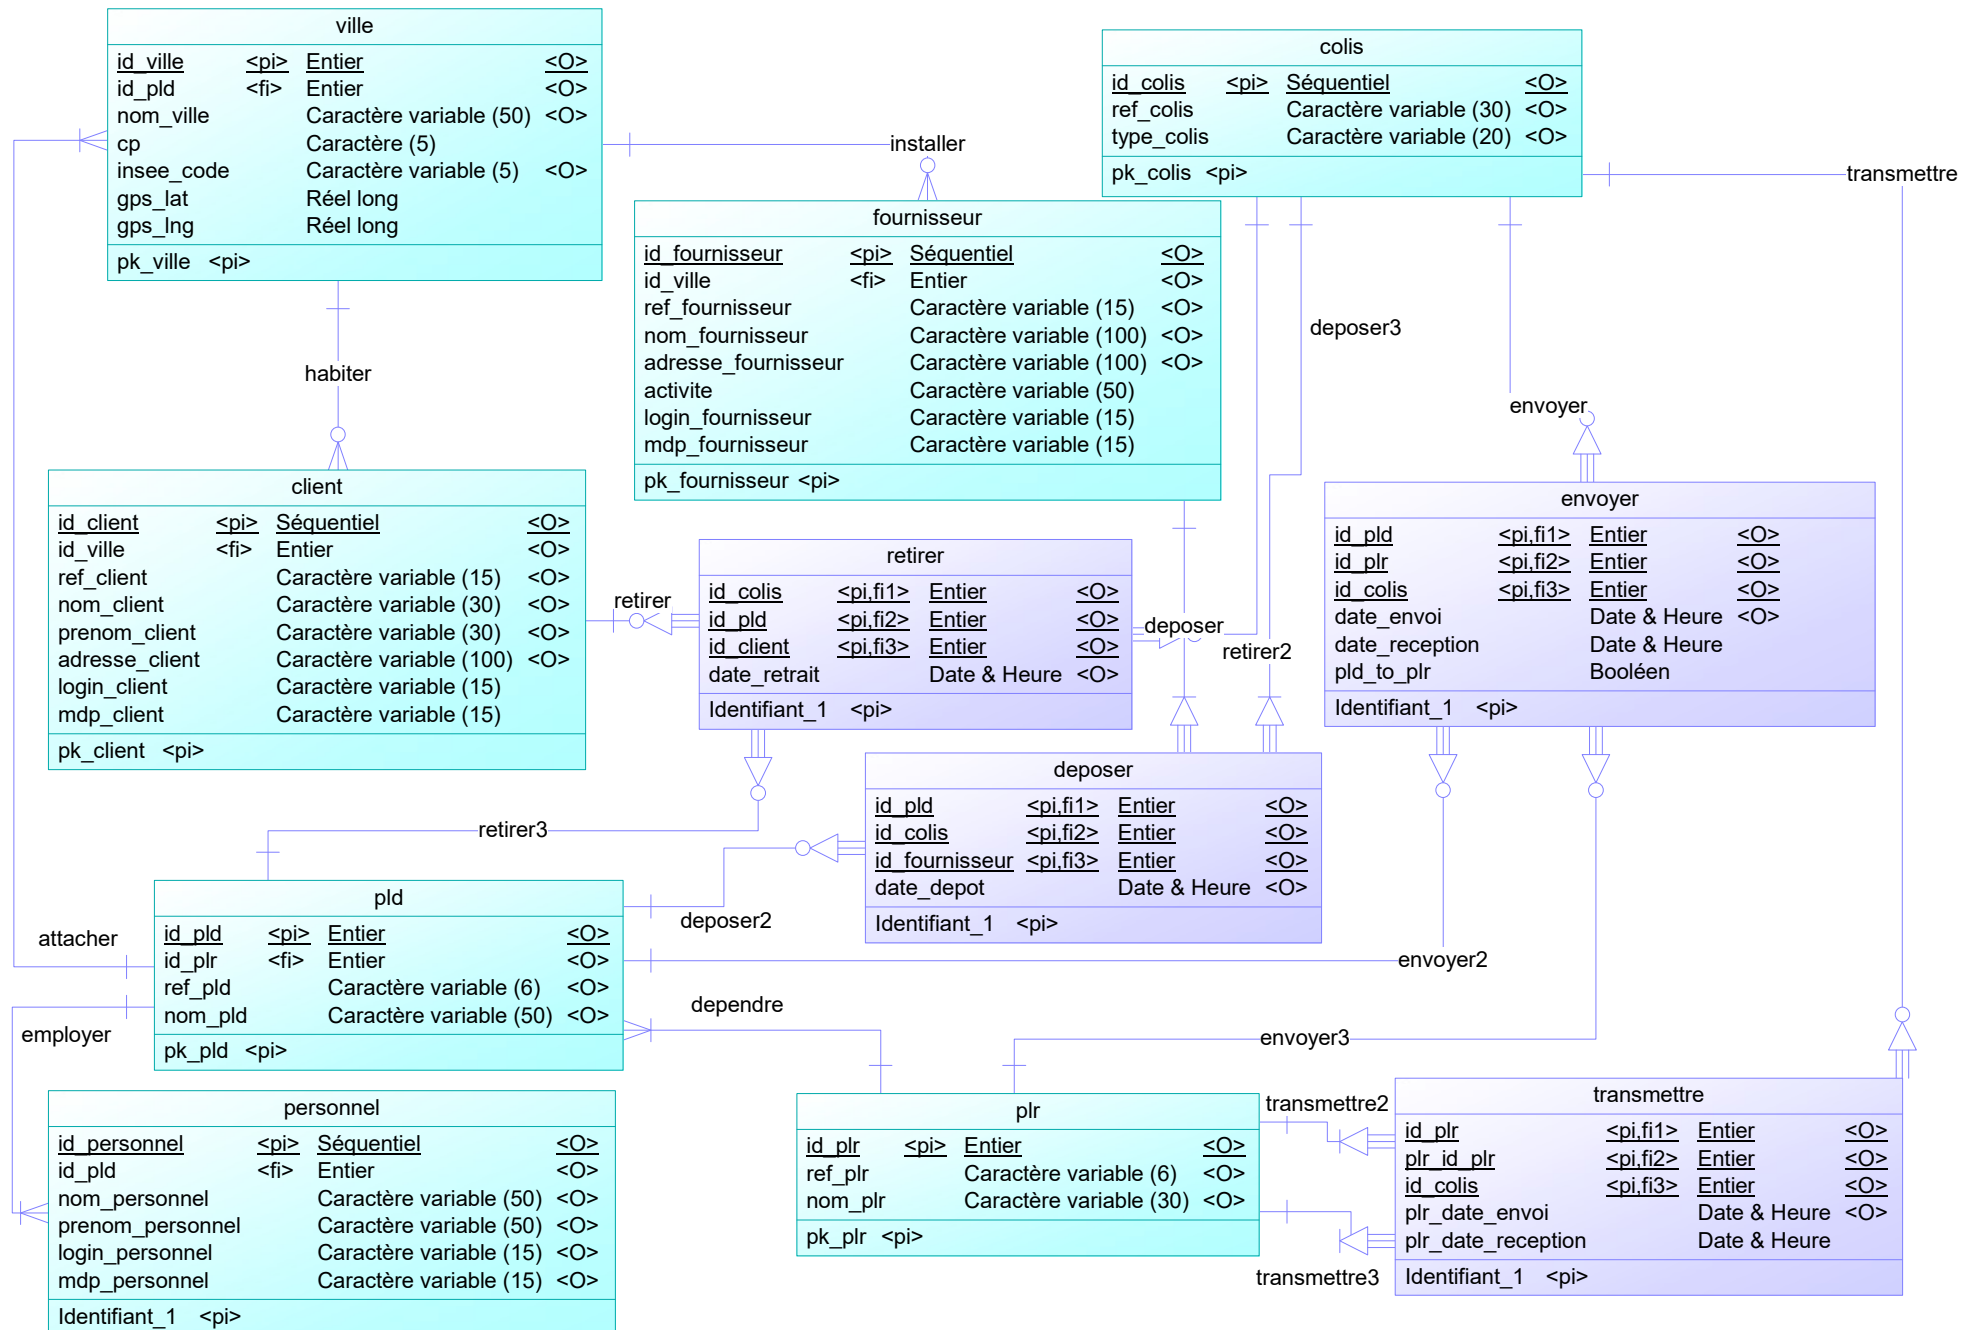 ville
id_ville <pi> Entier <O>
id_pld <fi> Entier <O>
nom_ville Caractère variable (50) <O>
cp Caractère (5)
insee_code Caractère variable (5) <O>
gps_lat Réel long
gps_lng Réel long
pk_ville <pi>
colis
id_colis <pi> Séquentiel <O>
ref_colis Caractère variable (30) <O>
type_colis Caractère variable (20) <O>
pk_colis <pi>
installer
transmettre
fournisseur
id_fournisseur <pi> Séquentiel <O>
id_ville <fi> Entier <O>
ref_fournisseur Caractère variable (15) <O>
nom_fournisseur Caractère variable (100) <O>
adresse_fournisseur Caractère variable (100) <O>
activite Caractère variable (50)
login_fournisseur Caractère variable (15)
mdp_fournisseur Caractère variable (15)
pk_fournisseur <pi>
deposer3
habiter
envoyer
client
id_client <pi> Séquentiel <O>
id_ville <fi> Entier <O>
ref_client Caractère variable (15) <O>
nom_client Caractère variable (30) <O>
prenom_client Caractère variable (30) <O>
adresse_client Caractère variable (100) <O>
login_client Caractère variable (15)
mdp_client Caractère variable (15)
pk_client <pi>
retirer
retirer
id_colis <pi,fi1> Entier <O>
id_pld <pi,fi2> Entier <O>
id_client <pi,fi3> Entier <O>
date_retrait Date & Heure <O>
Identifiant_1 <pi>
deposer
retirer2
envoyer
id_pld <pi,fi1> Entier <O>
id_plr <pi,fi2> Entier <O>
id_colis <pi,fi3> Entier <O>
date_envoi Date & Heure <O>
date_reception Date & Heure
pld_to_plr Booléen
Identifiant_1 <pi>
deposer
id_pld <pi,fi1> Entier <O>
id_colis <pi,fi2> Entier <O>
id_fournisseur <pi,fi3> Entier <O>
date_depot Date & Heure <O>
Identifiant_1 <pi>
retirer3
deposer2
attacher
pld
id_pld <pi> Entier <O>
id_plr <fi> Entier <O>
ref_pld Caractère variable (6) <O>
nom_pld Caractère variable (50) <O>
pk_pld <pi>
envoyer2
dependre
employer
envoyer3
personnel
id_personnel <pi> Séquentiel <O>
id_pld <fi> Entier <O>
nom_personnel Caractère variable (50) <O>
prenom_personnel Caractère variable (50) <O>
login_personnel Caractère variable (15) <O>
mdp_personnel Caractère variable (15) <O>
Identifiant_1 <pi>
plr
id_plr <pi> Entier <O>
ref_plr Caractère variable (6) <O>
nom_plr Caractère variable (30) <O>
pk_plr <pi>
transmettre2
transmettre3
transmettre
id_plr <pi,fi1> Entier <O>
plr_id_plr <pi,fi2> Entier <O>
id_colis <pi,fi3> Entier <O>
plr_date_envoi Date & Heure <O>
plr_date_reception Date & Heure
Identifiant_1 <pi>